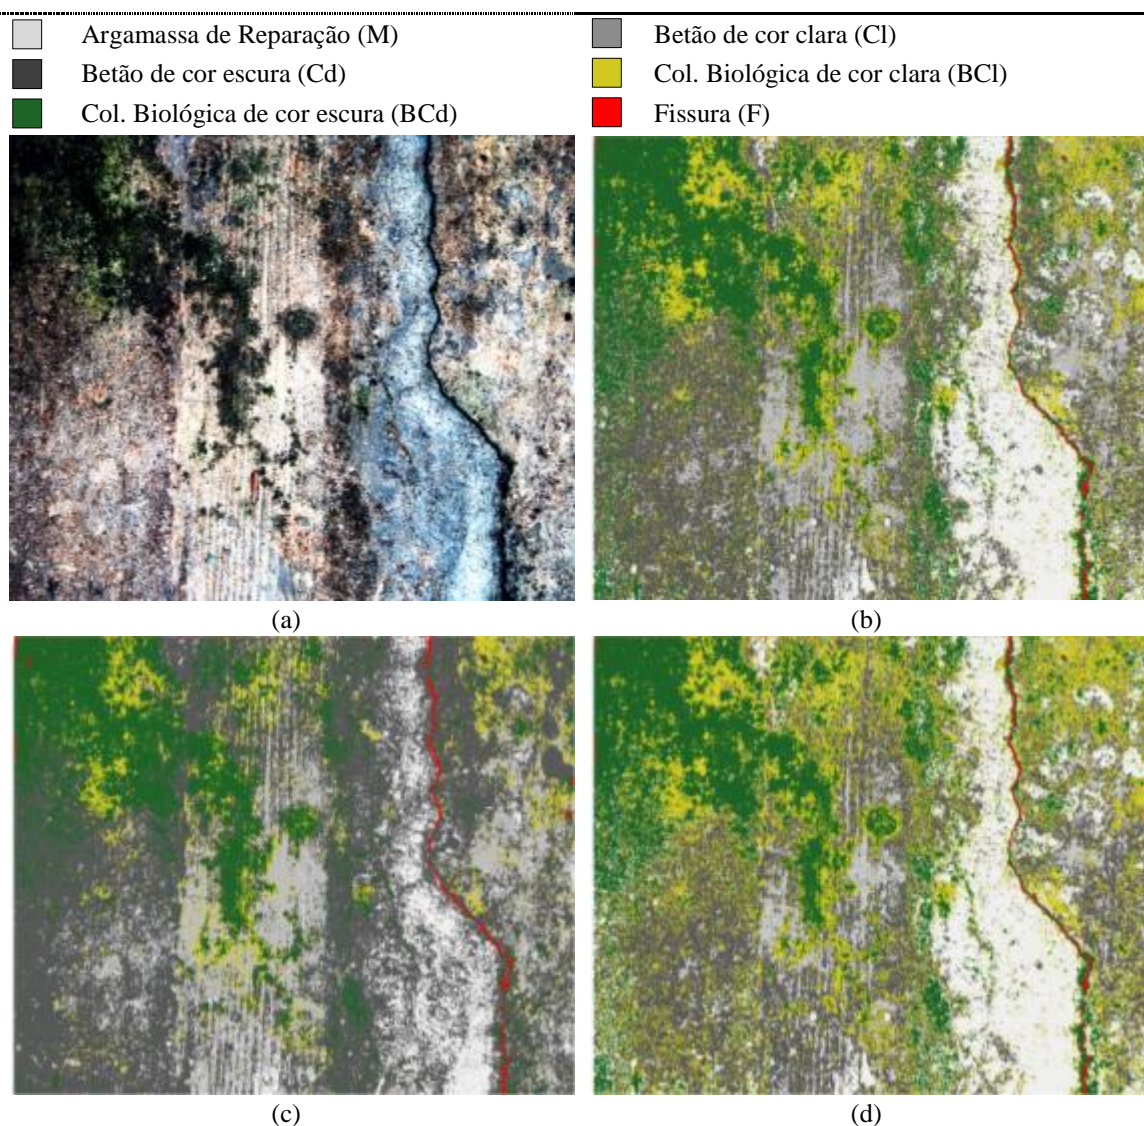 Argamassa de Reparação (M)
Betão de cor clara (Cl)
Betão de cor escura (Cd)
Col. Biológica de cor clara (BCl)
Col. Biológica de cor escura (BCd)
Fissura (F)
(a)
(b)
(c)
(d)